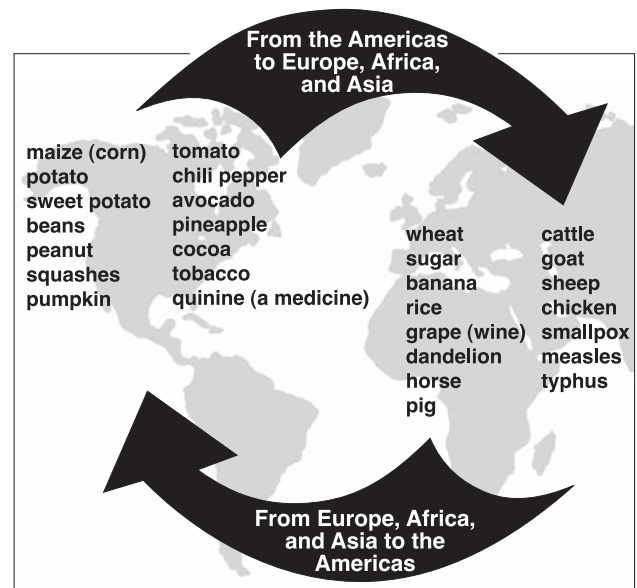 From the Americas
to Europe, Africa,
and Asia
maize (corn)
potato
sweet potato
beans
peanut
squashes
pumpkin
tomato
chili pepper
avocado
pineapple
cocoa
tobacco
quinine (a medicine)
wheat
sugar
banana
rice
grape (wine)
dandelion
horse
pig
cattle
goat
sheep
chicken
smallpox
measles
typhus
From Europe, Africa,
and Asia to the
Americas